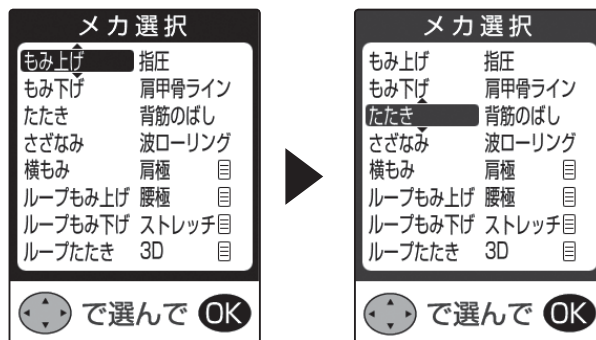 メカ選択
もみ上げ 指圧
もみ下げ 肩甲骨ライン
たたき 背筋のばし
さざなみ 波ローリング
横もみ 肩極
ループもみ上げ 腰極
ループもみ下げ ストレッチ
ループたたき 3D
で選んで OK
メカ選択
もみ上げ 指圧
もみ下げ 肩甲骨ライン
たたき 背筋のばし
さざなみ 波ローリング
横もみ 肩極
ループもみ上げ 腰極
ループもみ下げ ストレッチ
ループたたき 3D
で選んで OK